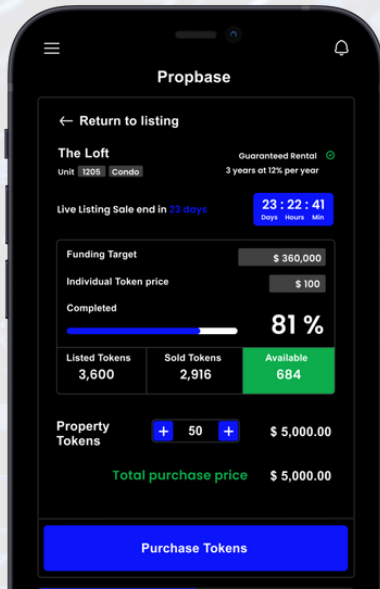 Propbase
← Return to listing
The Loft
Guaranteed Rental
Unit 1205 Condo
3 years at 12% per year
Live Listing Sale end in 23 days
23 : 22 : 41
Days Hours Min
Funding Target
$ 360,000
Individual Token price
$ 100
Completed
81 %
Listed Tokens
3,600
Sold Tokens
2,916
Available
684
Property Tokens
+ 50 +
$ 5,000.00
Total purchase price $ 5,000.00
Purchase Tokens